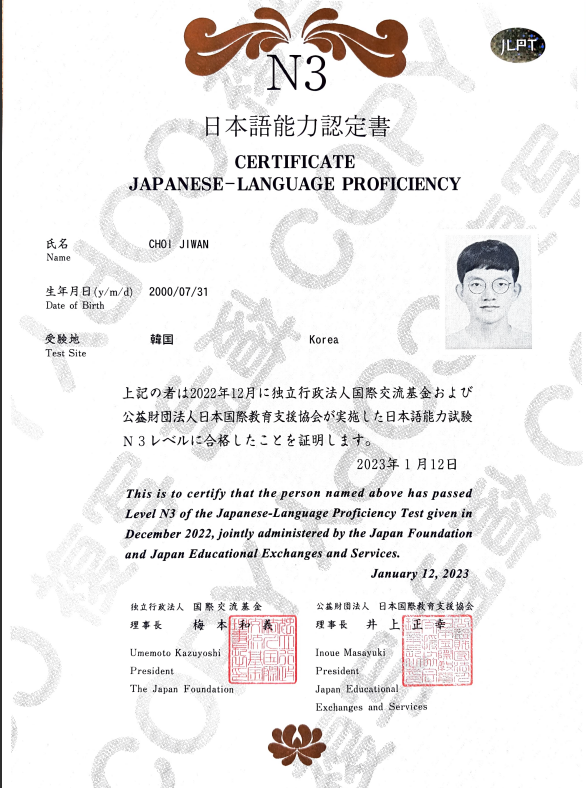 JLPT
N3
日本語能力認定書
CERTIFICATE
JAPANESE-LANGUAGE PROFICIENCY
氏名 CHOI JIWAN
Name
生年月日(y/m/d) 2000/07/31
Date of Birth
受験地 韓国 Korea
Test Site
上記の者は2022年12月に独立行政法人国際交流基金および
公益財団法人日本国際教育支援協会が実施した日本語能力試験
N3レベルに合格したことを証明します。
2023年1月12日
This is to certify that the person named above has passed
Level N3 of the Japanese-Language Proficiency Test given in
December 2022, jointly administered by the Japan Foundation
and Japan Educational Exchanges and Services.
January 12, 2023
独立行政法人 国際交流基金
理事長 梅本和義
Umemoto Kazuyoshi
President
The Japan Foundation
公益財団法人 日本国際教育支援協会
理事長 井上正幸
Inoue Masayuki
President
Japan Educational
Exchanges and Services
複写
COPY